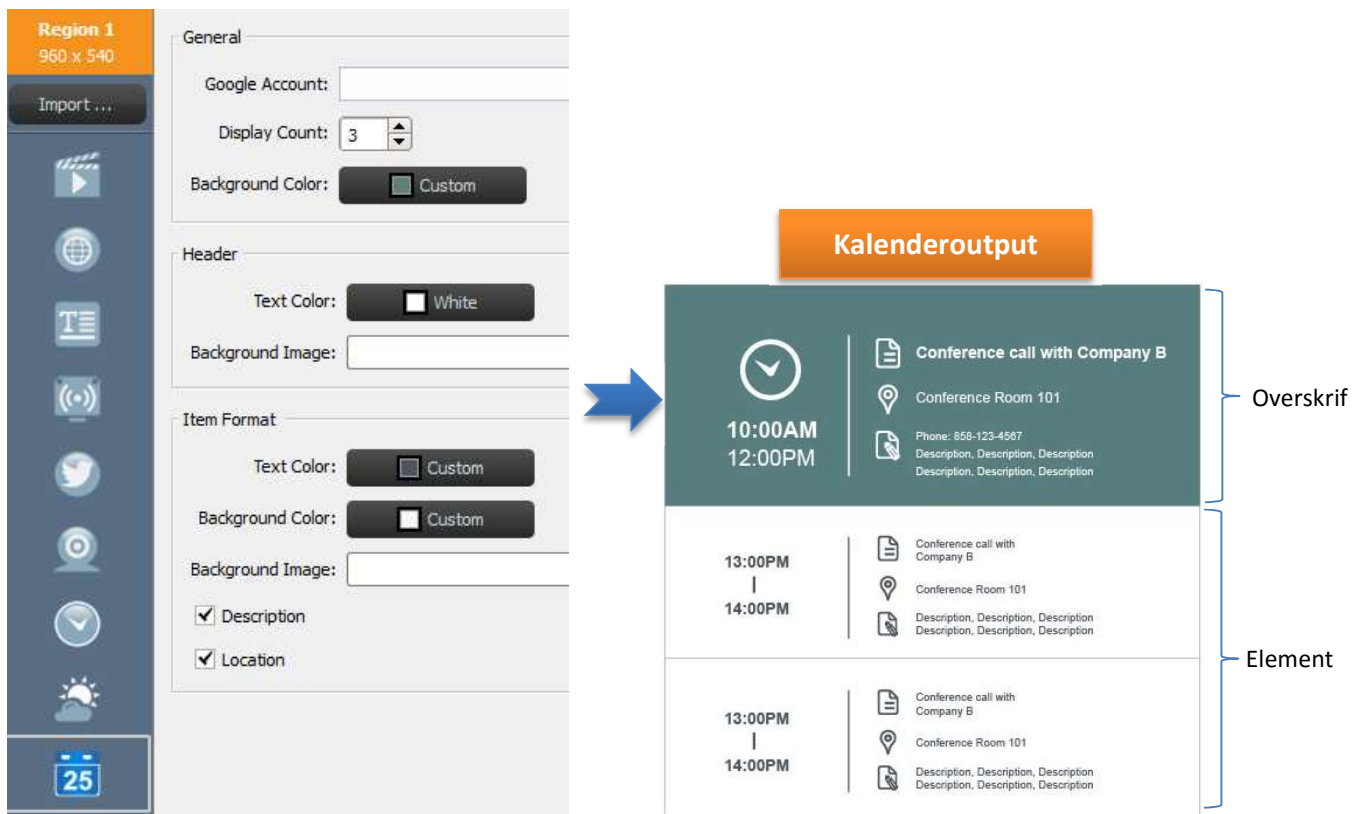 Region 1
960 x 540
Import ...
25
General
Google Account:
Display Count: 3
Background Color: Custom
Header
Text Color: White
Background Image:
Item Format
Text Color: Custom
Background Color: Custom
Background Image:
Description
Location
Kalenderoutput
10:00AM
12:00PM
Conference call with Company B
Conference Room 101
Phone: 858-123-4567
Description, Description, Description
Description, Description, Description
Overskrif
13:00PM
14:00PM
Conference call with
Company B
Conference Room 101
Description, Description, Description
Description, Description, Description
Element
13:00PM
14:00PM
Conference call with
Company B
Conference Room 101
Description, Description, Description
Description, Description, Description